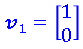 v₁ = [1
0]